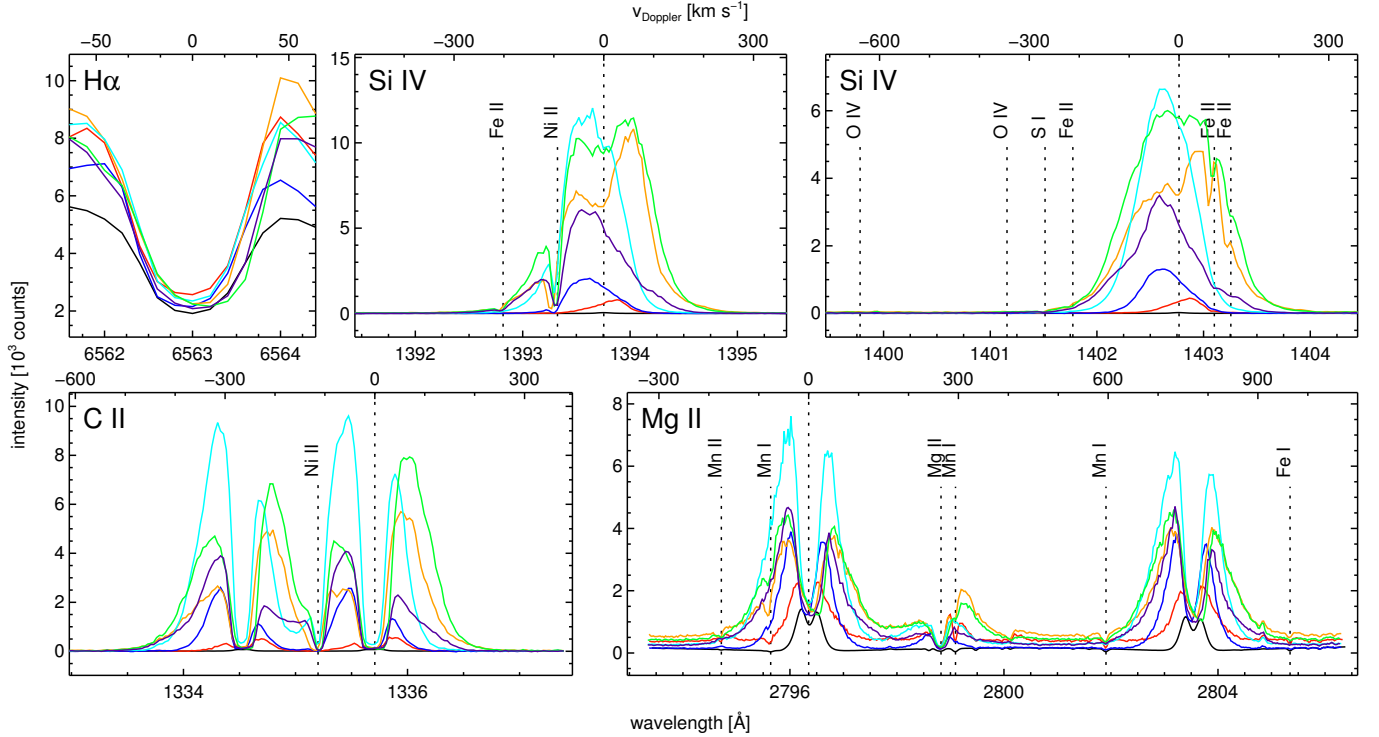 v_Doppler [km s⁻¹]
−50 0 50
−300 0 300
−600 −300 0 300
Hα
Si IV
Si IV
Fe II
Ni II
O IV
O IV
S I
Fe II
Fe II
Fe II
10
8
6
4
2
15
10
5
0
6
4
2
0
6562 6563 6564
1392 1393 1394 1395
1400 1401 1402 1403 1404
intensity [10³ counts]
−600 −300 0 300
−300 0 300 600 900
C II
Mg II
Ni II
Mn II
Mn I
Mg II
Mn I
Mn I
Fe I
10
8
6
4
2
0
8
6
4
2
0
1334 1336
2796 2800 2804
wavelength [Å]